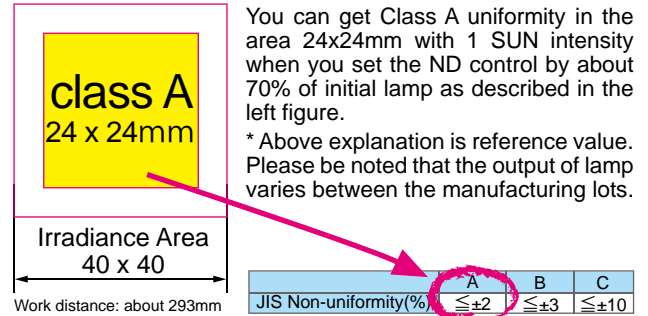 class A
24 x 24mm
Irradiance Area
40 x 40
Work distance: about 293mm
You can get Class A uniformity in the
area 24x24mm with 1 SUN intensity
when you set the ND control by about
70% of initial lamp as described in the
left figure.
* Above explanation is reference value.
Please be noted that the output of lamp
varies between the manufacturing lots.
A B C
JIS Non-uniformity(%) ≦±2 ≦±3 ≦±10